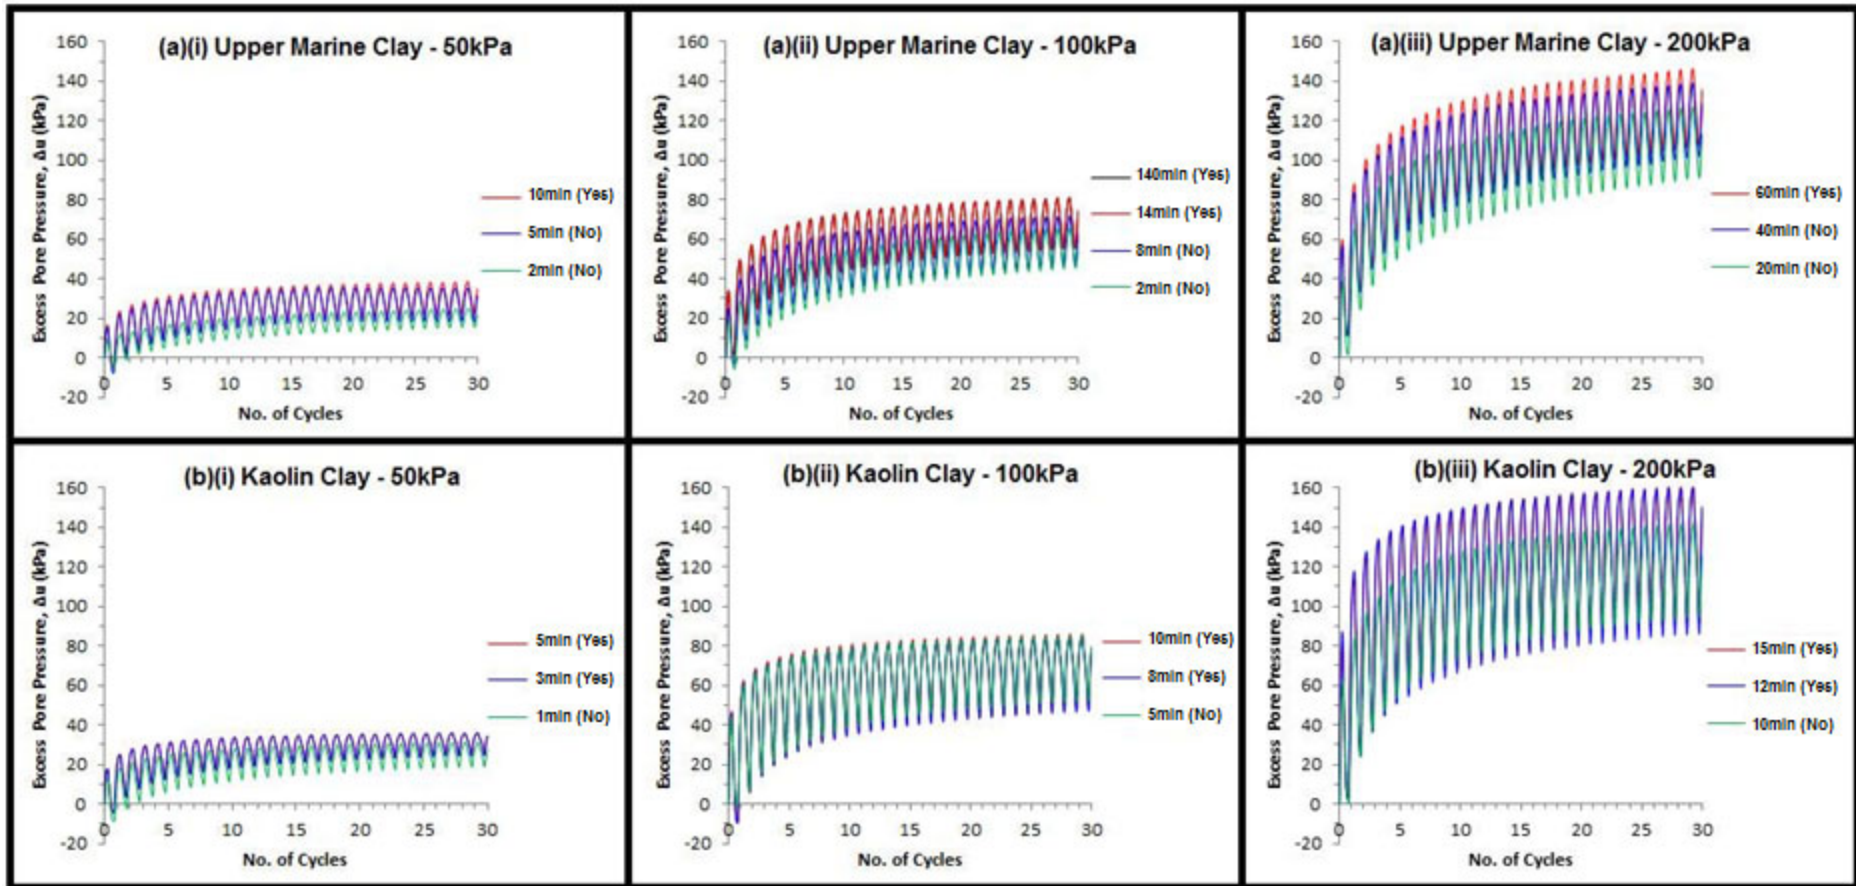 (a)(i) Upper Marine Clay - 50kPa
Excess Pore Pressure, Δu (kPa)
160
140
120
100
80
60
40
20
0
-20
0 5 10 15 20 25 30
No. of Cycles
10min (Yes)
5min (No)
2min (No)
(a)(ii) Upper Marine Clay - 100kPa
Excess Pore Pressure, Δu (kPa)
160
140
120
100
80
60
40
20
0
-20
0 5 10 15 20 25 30
No. of Cycles
140min (Yes)
14min (Yes)
8min (No)
2min (No)
(a)(iii) Upper Marine Clay - 200kPa
Excess Pore Pressure, Δu (kPa)
160
140
120
100
80
60
40
20
0
-20
0 5 10 15 20 25 30
No. of Cycles
60min (Yes)
40min (No)
20min (No)
(b)(i) Kaolin Clay - 50kPa
Excess Pore Pressure, Δu (kPa)
160
140
120
100
80
60
40
20
0
-20
0 5 10 15 20 25 30
No. of Cycles
5min (Yes)
3min (Yes)
1min (No)
(b)(ii) Kaolin Clay - 100kPa
Excess Pore Pressure, Δu (kPa)
160
140
120
100
80
60
40
20
0
-20
0 5 10 15 20 25 30
No. of Cycles
10min (Yes)
8min (Yes)
5min (No)
(b)(iii) Kaolin Clay - 200kPa
Excess Pore Pressure, Δu (kPa)
160
140
120
100
80
60
40
20
0
-20
0 5 10 15 20 25 30
No. of Cycles
15min (Yes)
12min (Yes)
10min (No)